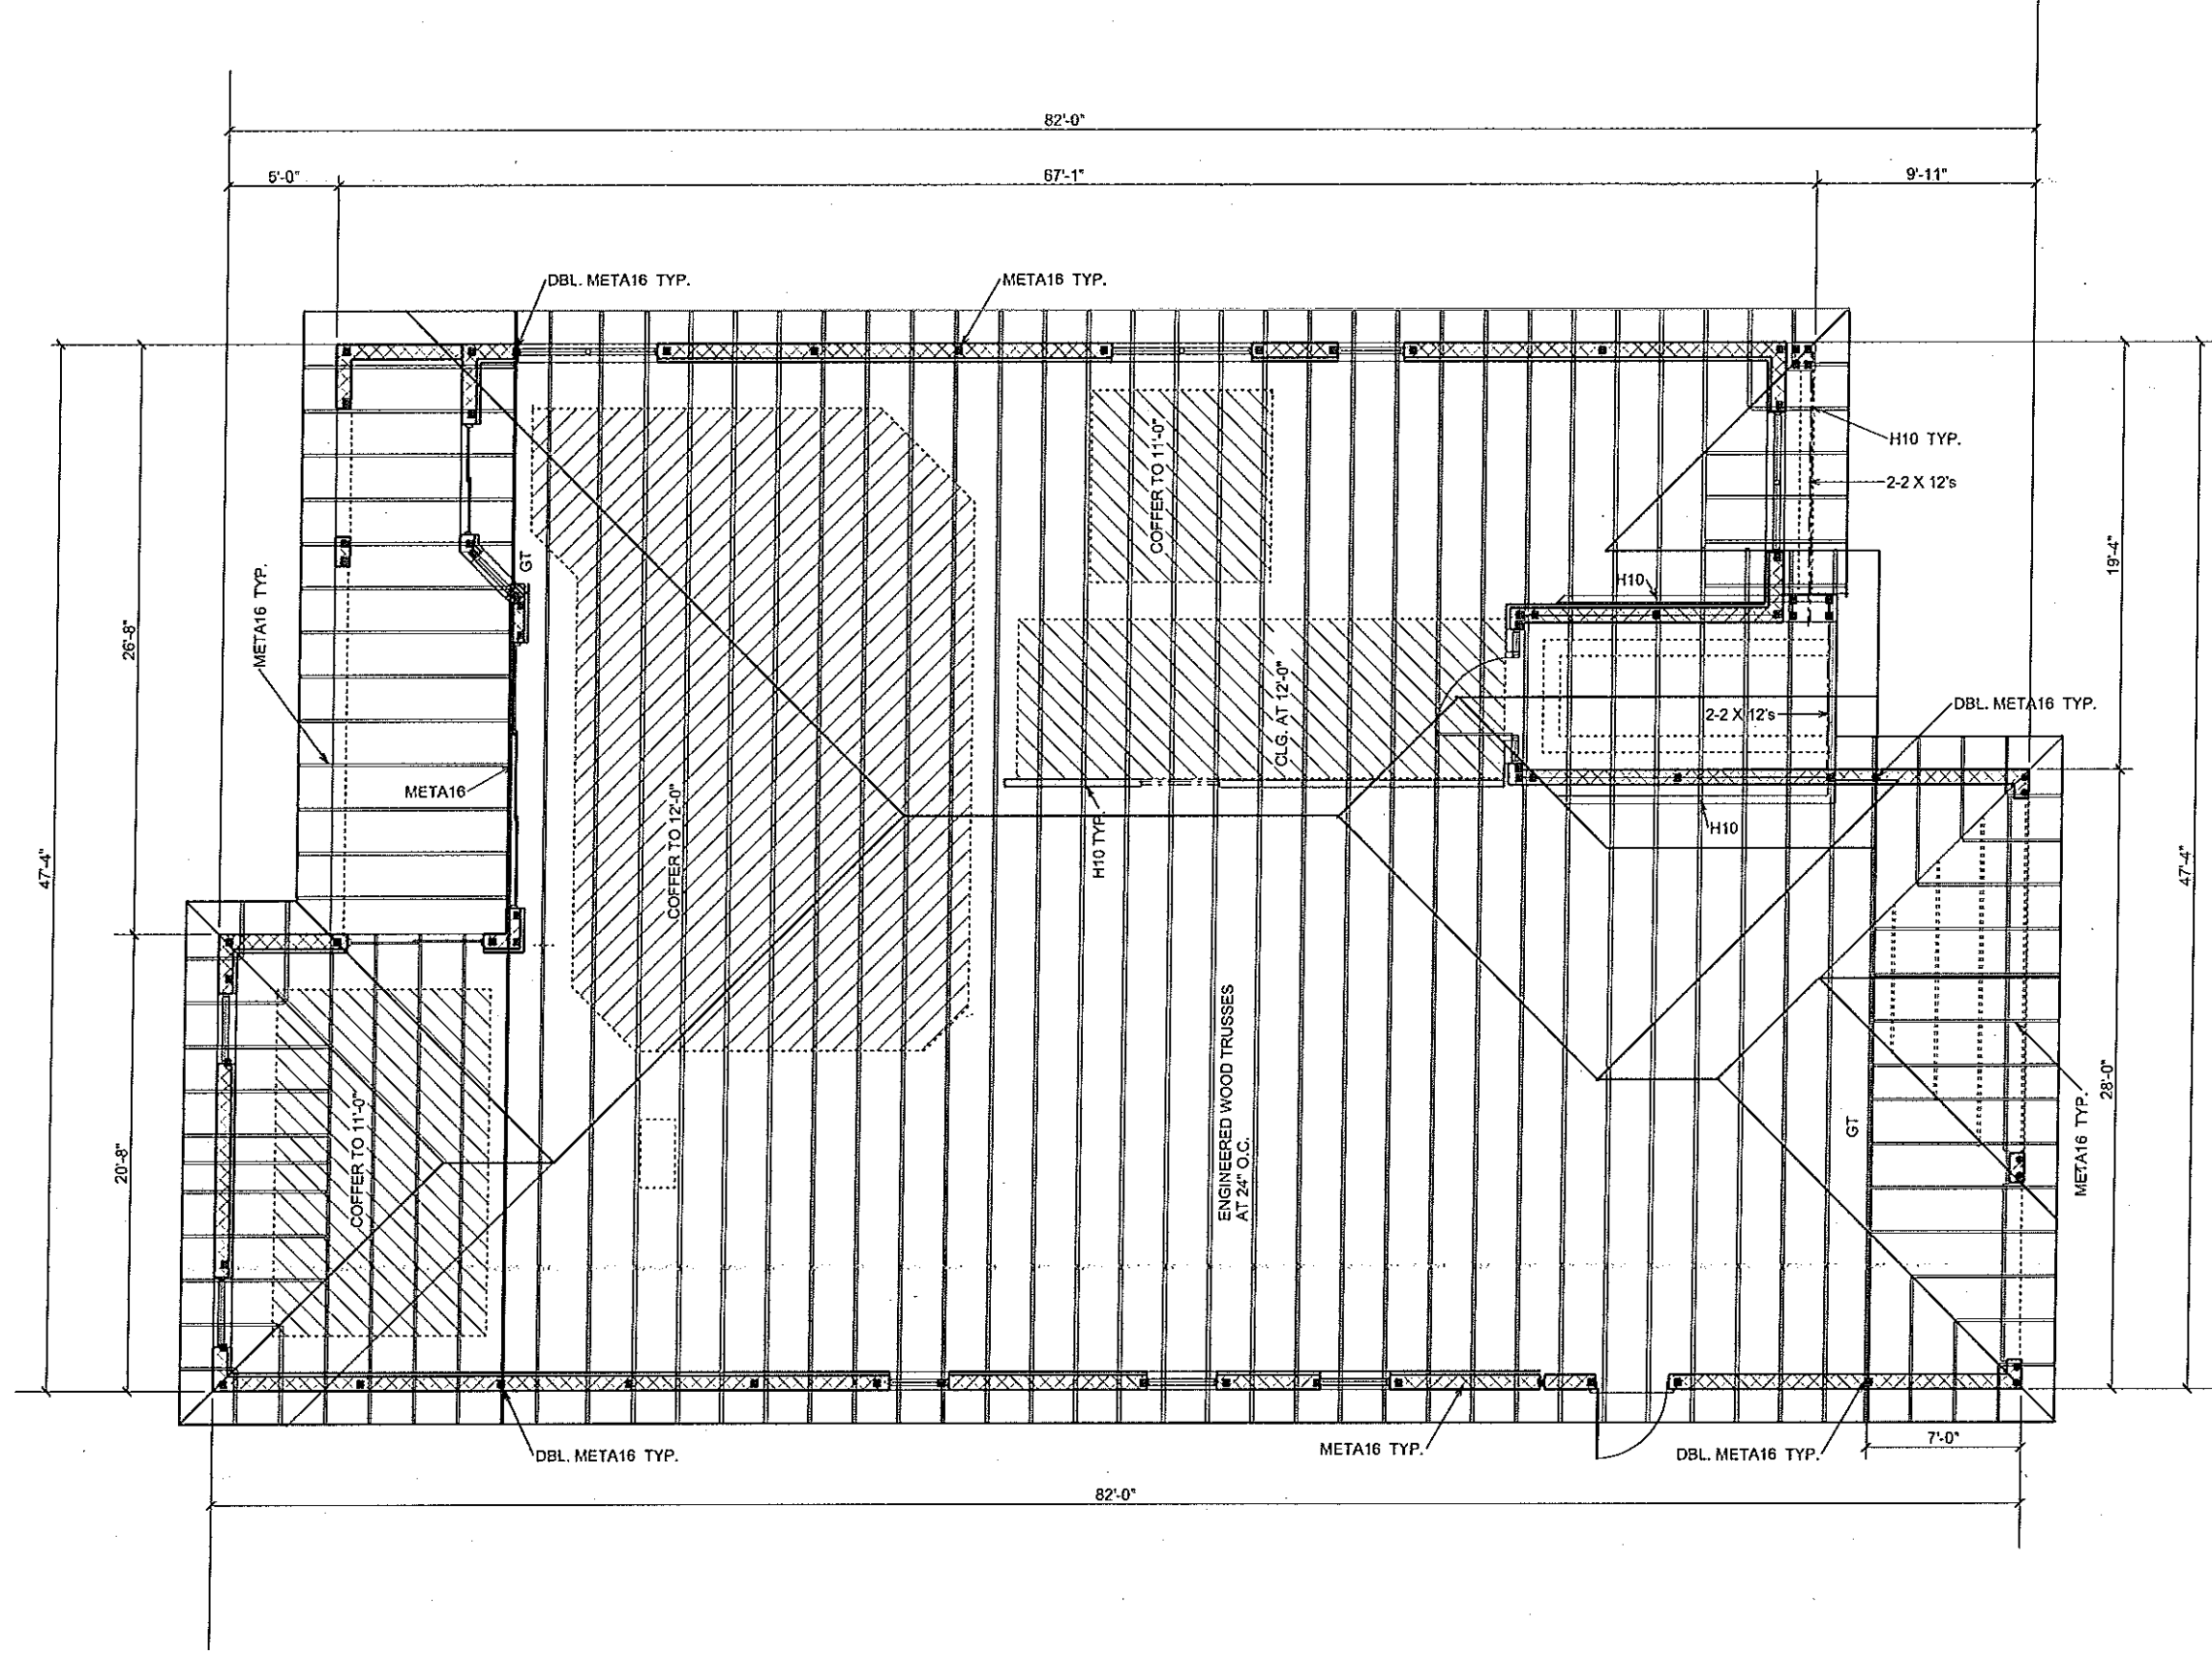 82'-0"
5'-0"
67'-1"
9'-11"
DBL. META16 TYP.
META16 TYP.
H10 TYP.
2-2 X 12's
COFFER TO 11'-0"
GT
H10
19'-4"
META16 TYP.
26'-8"
CLG. AT 12'-0"
2-2 X 12's
DBL. META16 TYP.
META16
COFFER TO 12'-0"
H10 TYP.
H10
47'-4"
47'-4"
ENGINEERED WOOD TRUSSES
AT 24" O.C.
28'-0"
COFFER TO 11'-0"
GT
META16 TYP.
20'-8"
DBL. META16 TYP.
META16 TYP.
DBL. META16 TYP.
7'-0"
82'-0"